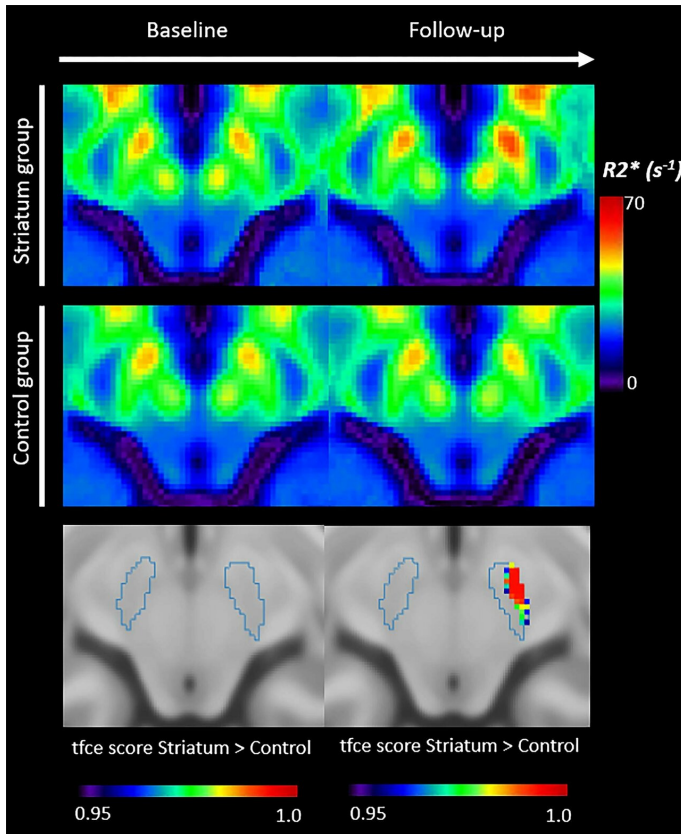 Baseline
Follow-up
Striatum group
R2* (s⁻¹)
70
0
Control group
tfce score Striatum > Control
tfce score Striatum > Control
0.95
1.0
0.95
1.0